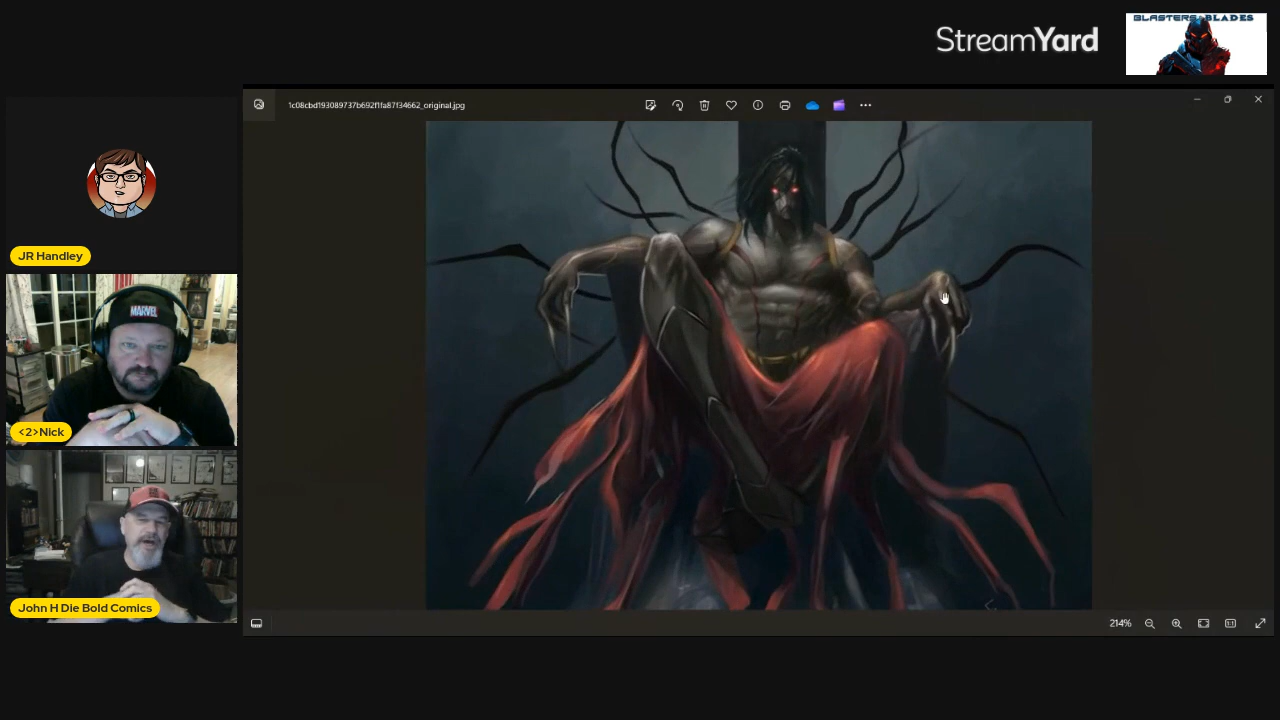 StreamYard
BLASTERS & BLADES
1c08cbd193089737b692f1fa87f34662_original.jpg
JR Handley
MARVEL
<2>Nick
John H Die Bold Comics
214%